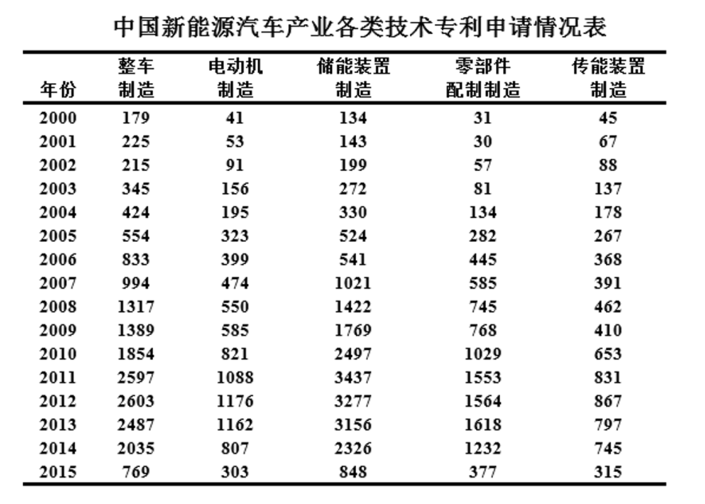 中国新能源汽车产业各类技术专利申请情况表
年份 整车制造 电动机制造 储能装置制造 零部件配制制造 传能装置制造
2000 179 41 134 31 45
2001 225 53 143 30 67
2002 215 91 199 57 88
2003 345 156 272 81 137
2004 424 195 330 134 178
2005 554 323 524 282 267
2006 833 399 541 445 368
2007 994 474 1021 585 391
2008 1317 550 1422 745 462
2009 1389 585 1769 768 410
2010 1854 821 2497 1029 653
2011 2597 1088 3437 1553 831
2012 2603 1176 3277 1564 867
2013 2487 1162 3156 1618 797
2014 2035 807 2326 1232 745
2015 769 303 848 377 315